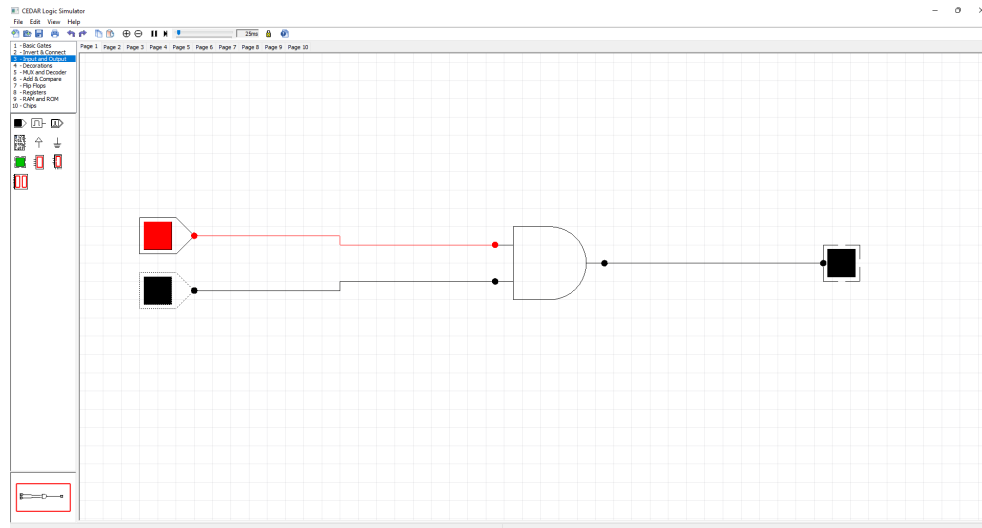 CEDAR Logic Simulator
File Edit View Help
25ms
1 - Basic Gates
2 - Invert & Connect
3 - Input and Output
4 - Decorations
5 - MUX and Decoder
6 - Add & Compare
7 - Flip Flops
8 - Registers
9 - RAM and ROM
10 - Chips
Page 1 Page 2 Page 3 Page 4 Page 5 Page 6 Page 7 Page 8 Page 9 Page 10